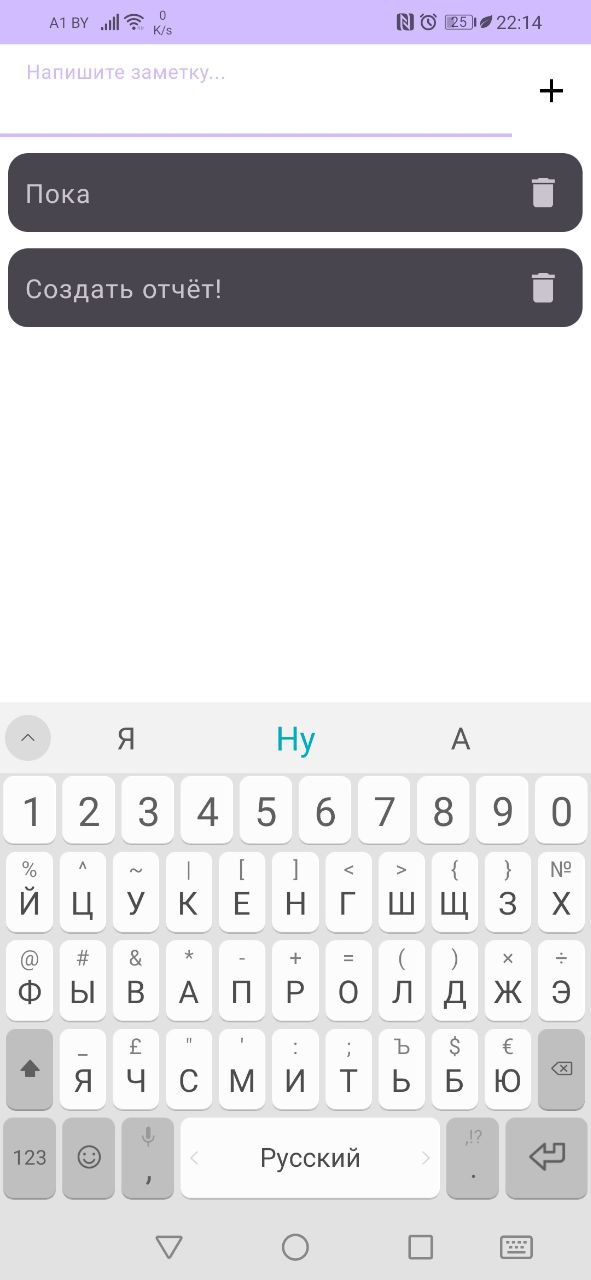 A1 BY 0 K/s 25 22:14
Напишите заметку...
Пока
Создать отчёт!
Я Ну А
1 2 3 4 5 6 7 8 9 0
% ^ ~ | [ ] < > { } №
Й Ц У К Е Н Г Ш Щ З Х
@ # & * - + = ( ) × ÷
Ф Ы В А П Р О Л Д Ж Э
_ £ " ' : ; Ъ $ €
Я Ч С М И Т Ь Б Ю
,!?
123 , Русский .